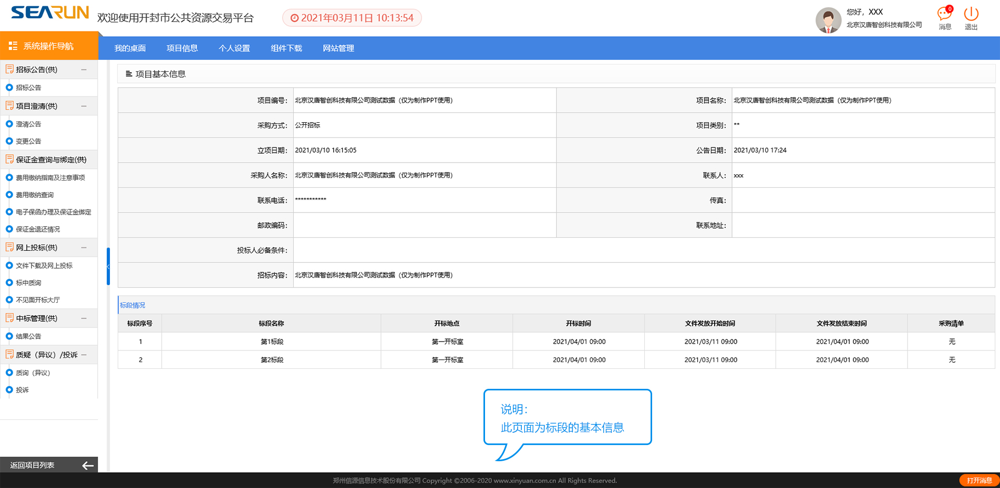 SEARUN 欢迎使用开封市公共资源交易平台 2021年03月11日 10:13:54 您好，XXX
北京汉唐智创科技有限公司 0 消息 退出
系统操作导航 我的桌面 项目信息 个人设置 组件下载 网站管理
招标公告(供)
招标公告
项目澄清(供)
澄清公告
变更公告
保证金查询与绑定(供)
费用缴纳指南及注意事项
费用缴纳查询
电子保函办理及保证金绑定
保证金退还情况
网上投标(供)
文件下载及网上投标
标中质询
不见面开标大厅
中标管理(供)
结果公告
质疑（异议）/投诉
质询（异议）
投诉
返回项目列表
项目基本信息
项目编号： 北京汉唐智创科技有限公司测试数据（仅为制作PPT使用） 项目名称： 北京汉唐智创科技有限公司测试数据（仅为制作PPT使用）
采购方式： 公开招标 项目类别： **
立项日期： 2021/03/10 16:15:05 公告日期： 2021/03/10 17:24
采购人名称： 北京汉唐智创科技有限公司测试数据（仅为制作PPT使用） 联系人： xxx
联系电话： *********** 传真：
邮政编码： 联系地址：
投标人必备条件：
招标内容： 北京汉唐智创科技有限公司测试数据（仅为制作PPT使用）
标段情况
标段序号 标段名称 开标地点 开标时间 文件发放开始时间 文件发放结束时间 采购清单
1 第1标段 第一开标室 2021/04/01 09:00 2021/03/11 09:00 2021/04/01 09:00 无
2 第2标段 第一开标室 2021/04/01 09:00 2021/03/11 09:00 2021/04/01 09:00 无
说明：
此页面为标段的基本信息
郑州信源信息技术股份有限公司 Copyright ©2006-2020 www.xinyuan.com.cn All Rights Reserved.
打开消息